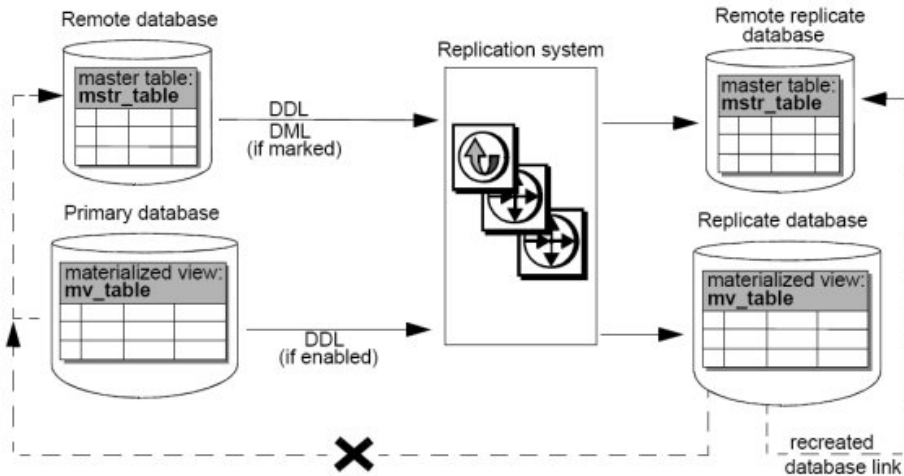 Remote database
master table:
mstr_table
DDL
DML
(if marked)
Primary database
materialized view:
mv_table
DDL
(if enabled)
Replication system
Remote replicate
database
master table:
mstr_table
Replicate database
materialized view:
mv_table
recreated
database link